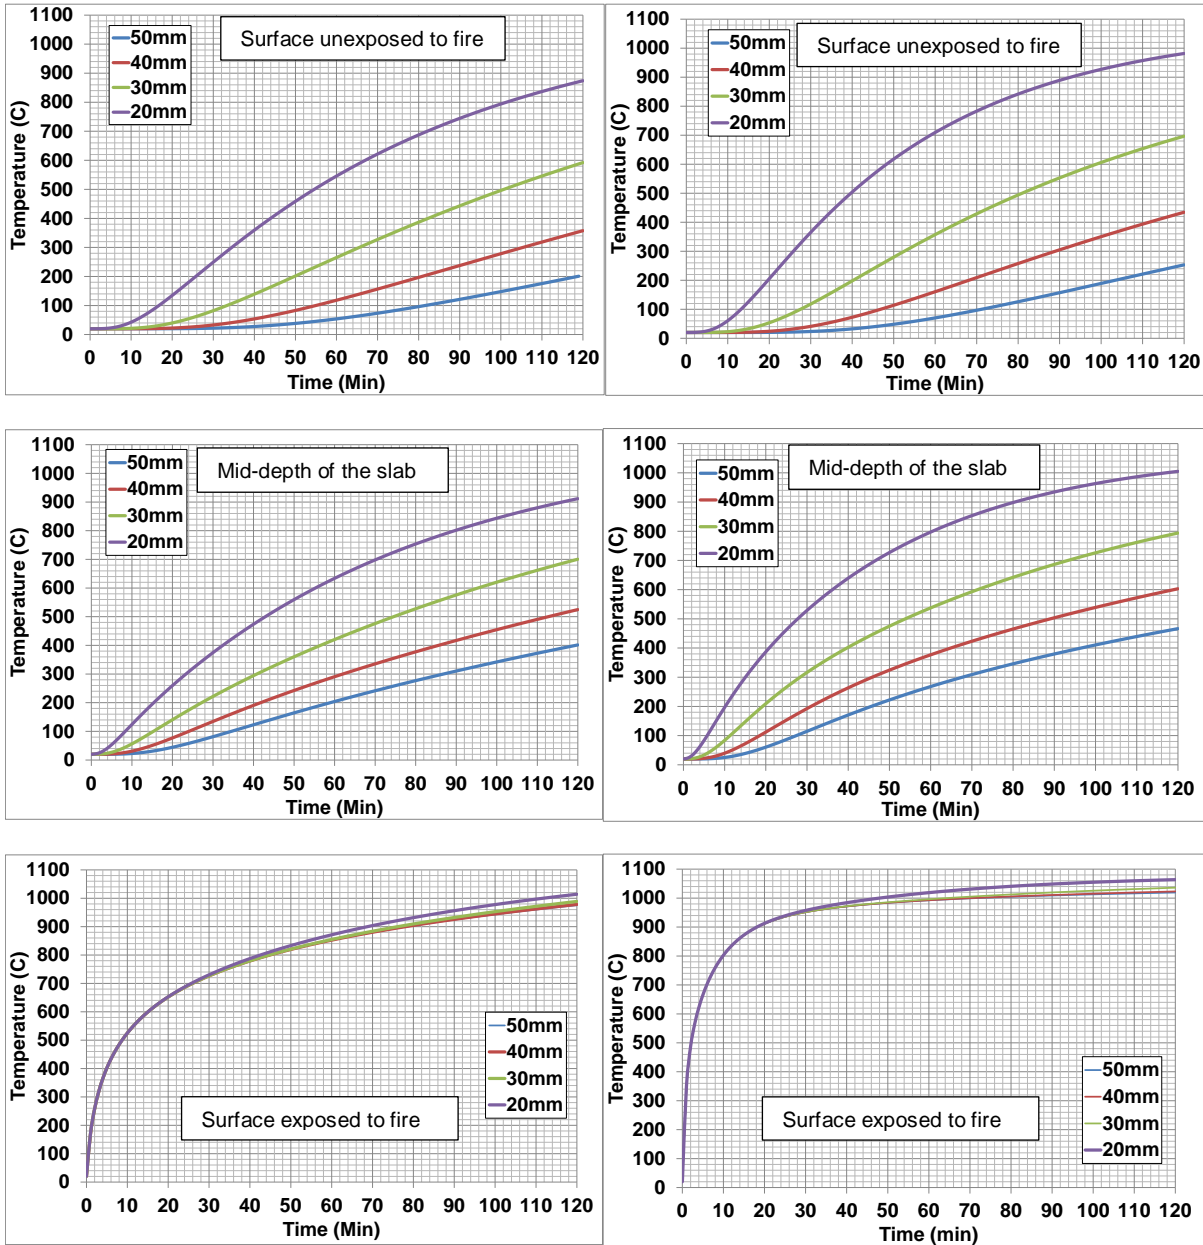 1100
1000
900
800
700
600
500
400
300
200
100
0
Temperature (C)
50mm
40mm
30mm
20mm
Surface unexposed to fire
0 10 20 30 40 50 60 70 80 90 100 110 120
Time (Min)
1100
1000
900
800
700
600
500
400
300
200
100
0
Temperature (C)
50mm
40mm
30mm
20mm
Surface unexposed to fire
0 10 20 30 40 50 60 70 80 90 100 110 120
Time (Min)
1100
1000
900
800
700
600
500
400
300
200
100
0
Temperature (C)
50mm
40mm
30mm
20mm
Mid-depth of the slab
0 10 20 30 40 50 60 70 80 90 100 110 120
Time (Min)
1100
1000
900
800
700
600
500
400
300
200
100
0
Temperature (C)
50mm
40mm
30mm
20mm
Mid-depth of the slab
0 10 20 30 40 50 60 70 80 90 100 110 120
Time (Min)
1100
1000
900
800
700
600
500
400
300
200
100
0
Temperature (C)
50mm
40mm
30mm
20mm
Surface exposed to fire
0 10 20 30 40 50 60 70 80 90 100 110 120
Time (Min)
1100
1000
900
800
700
600
500
400
300
200
100
0
Temperature (C)
50mm
40mm
30mm
20mm
Surface exposed to fire
0 10 20 30 40 50 60 70 80 90 100 110 120
Time (min)